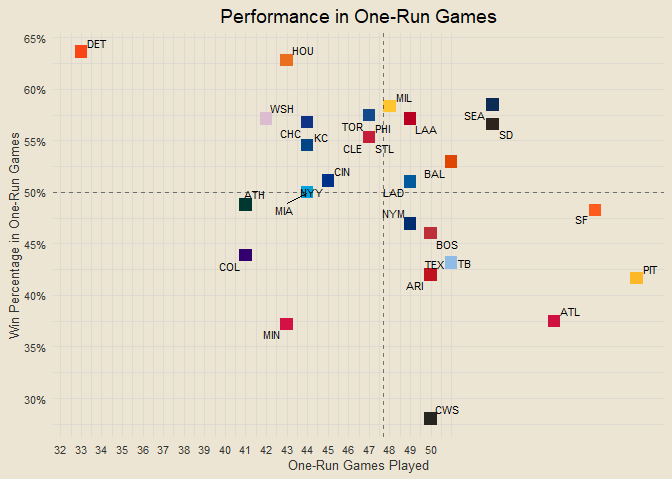 Performance in One-Run Games
65%
DET
HOU
60%
MIL
WSH
SEA
TOR
PHI
LAA
SD
CHC
KC
55%
CLE
STL
BAL
CIN
50%
ATH
NYY
LAD
MIA
NYM
SF
45%
BOS
COL
TEX
TB
PIT
ARI
40%
ATL
MIN
35%
30%
CWS
Win Percentage in One-Run Games
32 33 34 35 36 37 38 39 40 41 42 43 44 45 46 47 48 49 50
One-Run Games Played